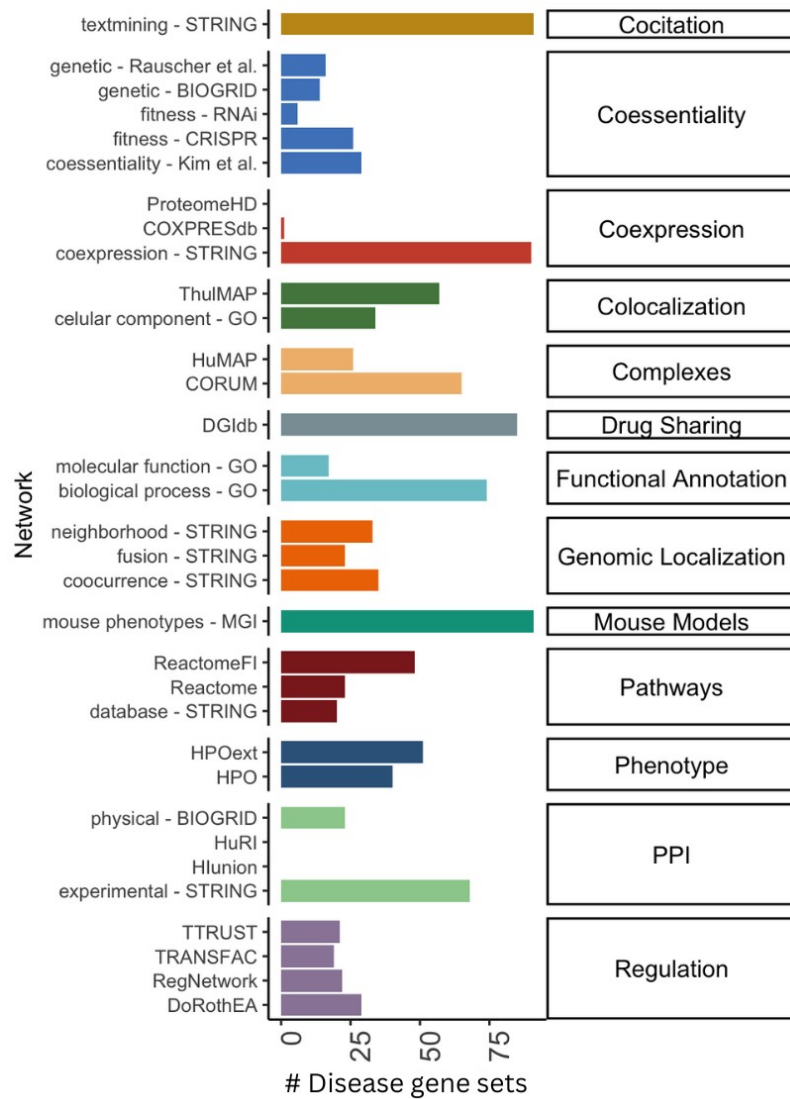 textmining - STRING
Cocitation
genetic - Rauscher et al.
genetic - BIOGRID
fitness - RNAi
fitness - CRISPR
coessentiality - Kim et al.
Coessentiality
ProteomeHD
COXPRESdb
coexpression - STRING
Coexpression
ThulMAP
celular component - GO
Colocalization
HuMAP
CORUM
Complexes
DGIdb
Drug Sharing
molecular function - GO
biological process - GO
Functional Annotation
neighborhood - STRING
fusion - STRING
coocurrence - STRING
Genomic Localization
mouse phenotypes - MGI
Mouse Models
ReactomeFI
Reactome
database - STRING
Pathways
HPOext
HPO
Phenotype
physical - BIOGRID
HuRI
HIunion
experimental - STRING
PPI
TTRUST
TRANSFAC
RegNetwork
DoRothEA
Regulation
Network
0
25
50
75
# Disease gene sets